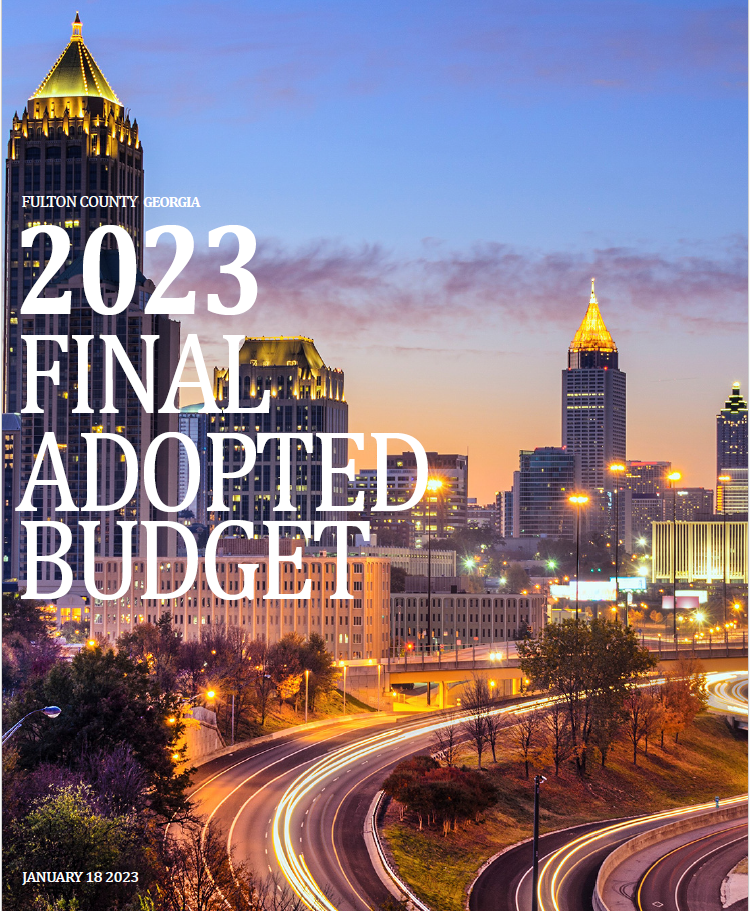 FULTON COUNTY GEORGIA
2023
FINAL
ADOPTED
BUDGET
JANUARY 18 2023